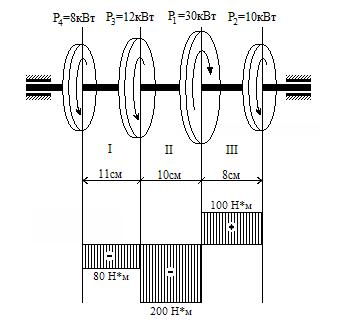 P4=8кВт P3=12кВт P1=30кВт P2=10кВт
I II III
11см 10см 8см
100 Н*м
+
-
-
80 Н*м
200 Н*м